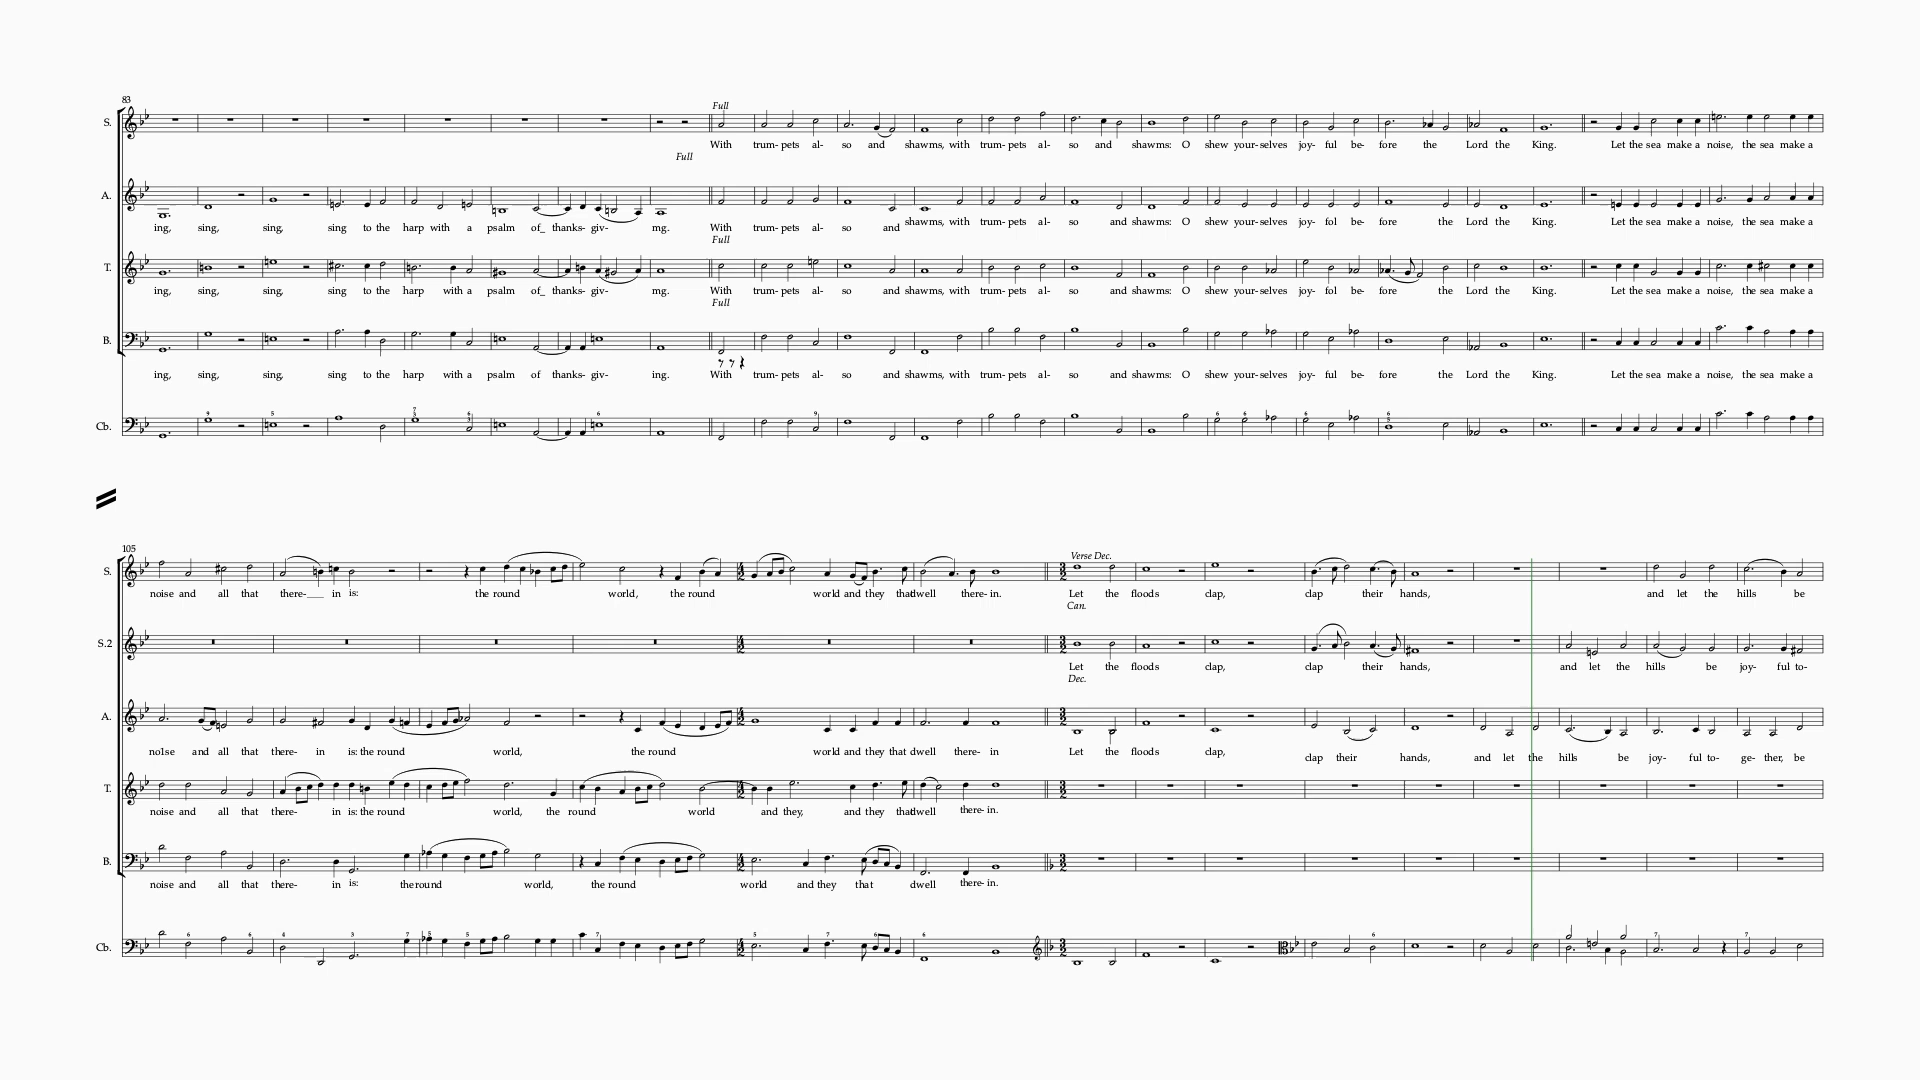 83
Full
S.
With trum- pets al- so and shawms, with trum- pets al- so and shawms: O shew your- selves joy- ful be- fore the Lord the King. Let the sea make a noise, the sea make a
Full
A.
ing, sing, sing, sing to the harp with a psalm of_ thanks- giv- mg. With trum- pets al- so and shawms, with trum- pets al- so and shawms: O shew your- selves joy- fol be- fore the Lord the King. Let the sea make a noise, the sea make a
Full
T.
ing, sing, sing, sing to the harp with a psalm of_ thanks- giv- mg. With trum- pets al- so and shawms, with trum- pets al- so and shawms: O shew your- selves joy- fol be- fore the Lord the King. Let the sea make a noise, the sea make a
Full
B.
ing, sing, sing, sing to the harp with a psalm of thanks- giv- ing. With trum- pets al- so and shawms, with trum- pets al- so and shawms: O shew your- selves joy- ful be- fore the Lord the King. Let the sea make a noise, the sea make a
Cb.
105
Verse Dec.
S.
noise and all that there-___ in is: the round world, the round world and they that dwell there- in. Let the floods clap, clap their hands, and let the hills be
Can.
S.2
Let the floods clap, clap their hands, and let the hills be joy- ful to-
Dec.
A.
no1se and all that there- in is: the round world, the round world and they that dwell there- in Let the floods clap, clap their hands, and let the hills be joy- ful to- ge- ther, be
T.
noise and all that there- in is: the round world, the round world and they, and they that dwell there- in.
B.
noise and all that there- in is: the round world, the round world and they that dwell there- in.
Cb.